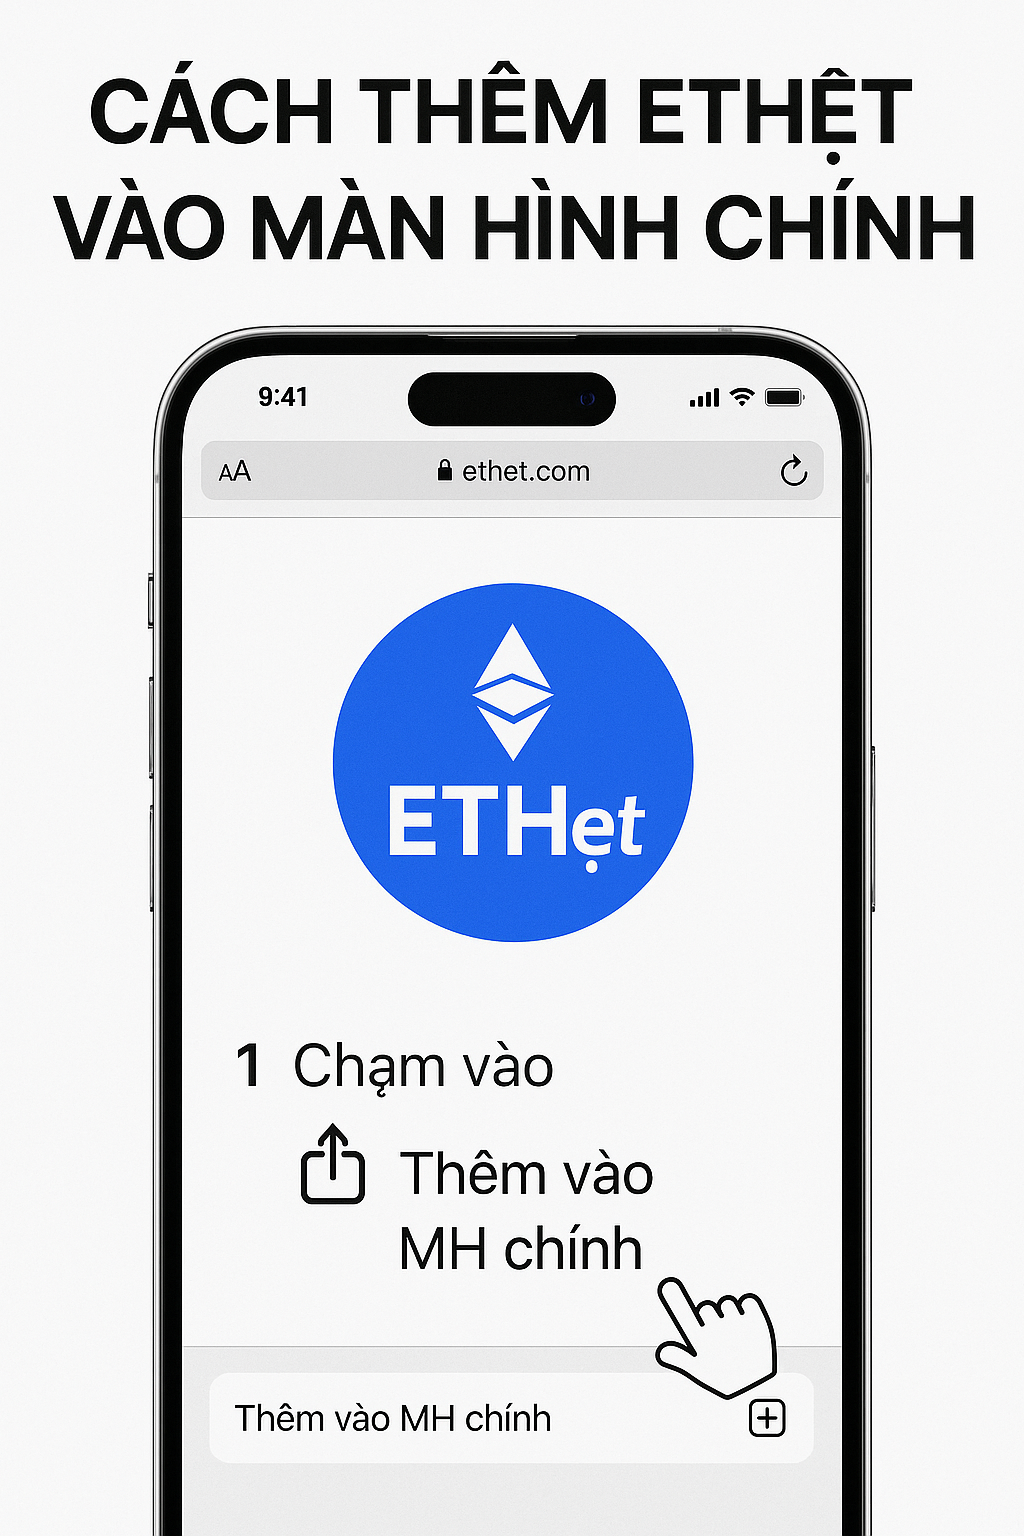 CÁCH THÊM ETHỆT
VÀO MÀN HÌNH CHÍNH
9:41
AA ethet.com
ETHẹt
1 Chạm vào
Thêm vào
MH chính
Thêm vào MH chính